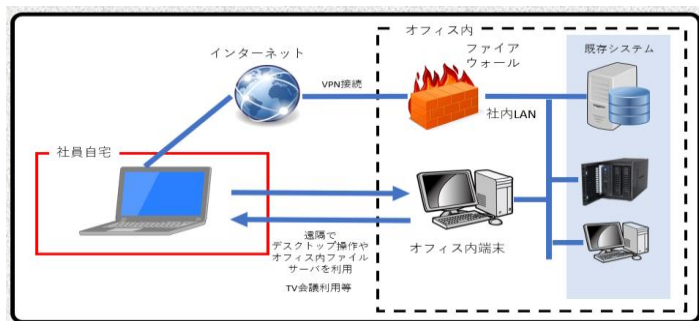 オフィス内
インターネット
ファイア
ウォール
既存システム
VPN接続
社内LAN
社員自宅
遠隔で
デスクトップ操作や
オフィス内ファイル
サーバを利用
TV会議利用等
オフィス内端末